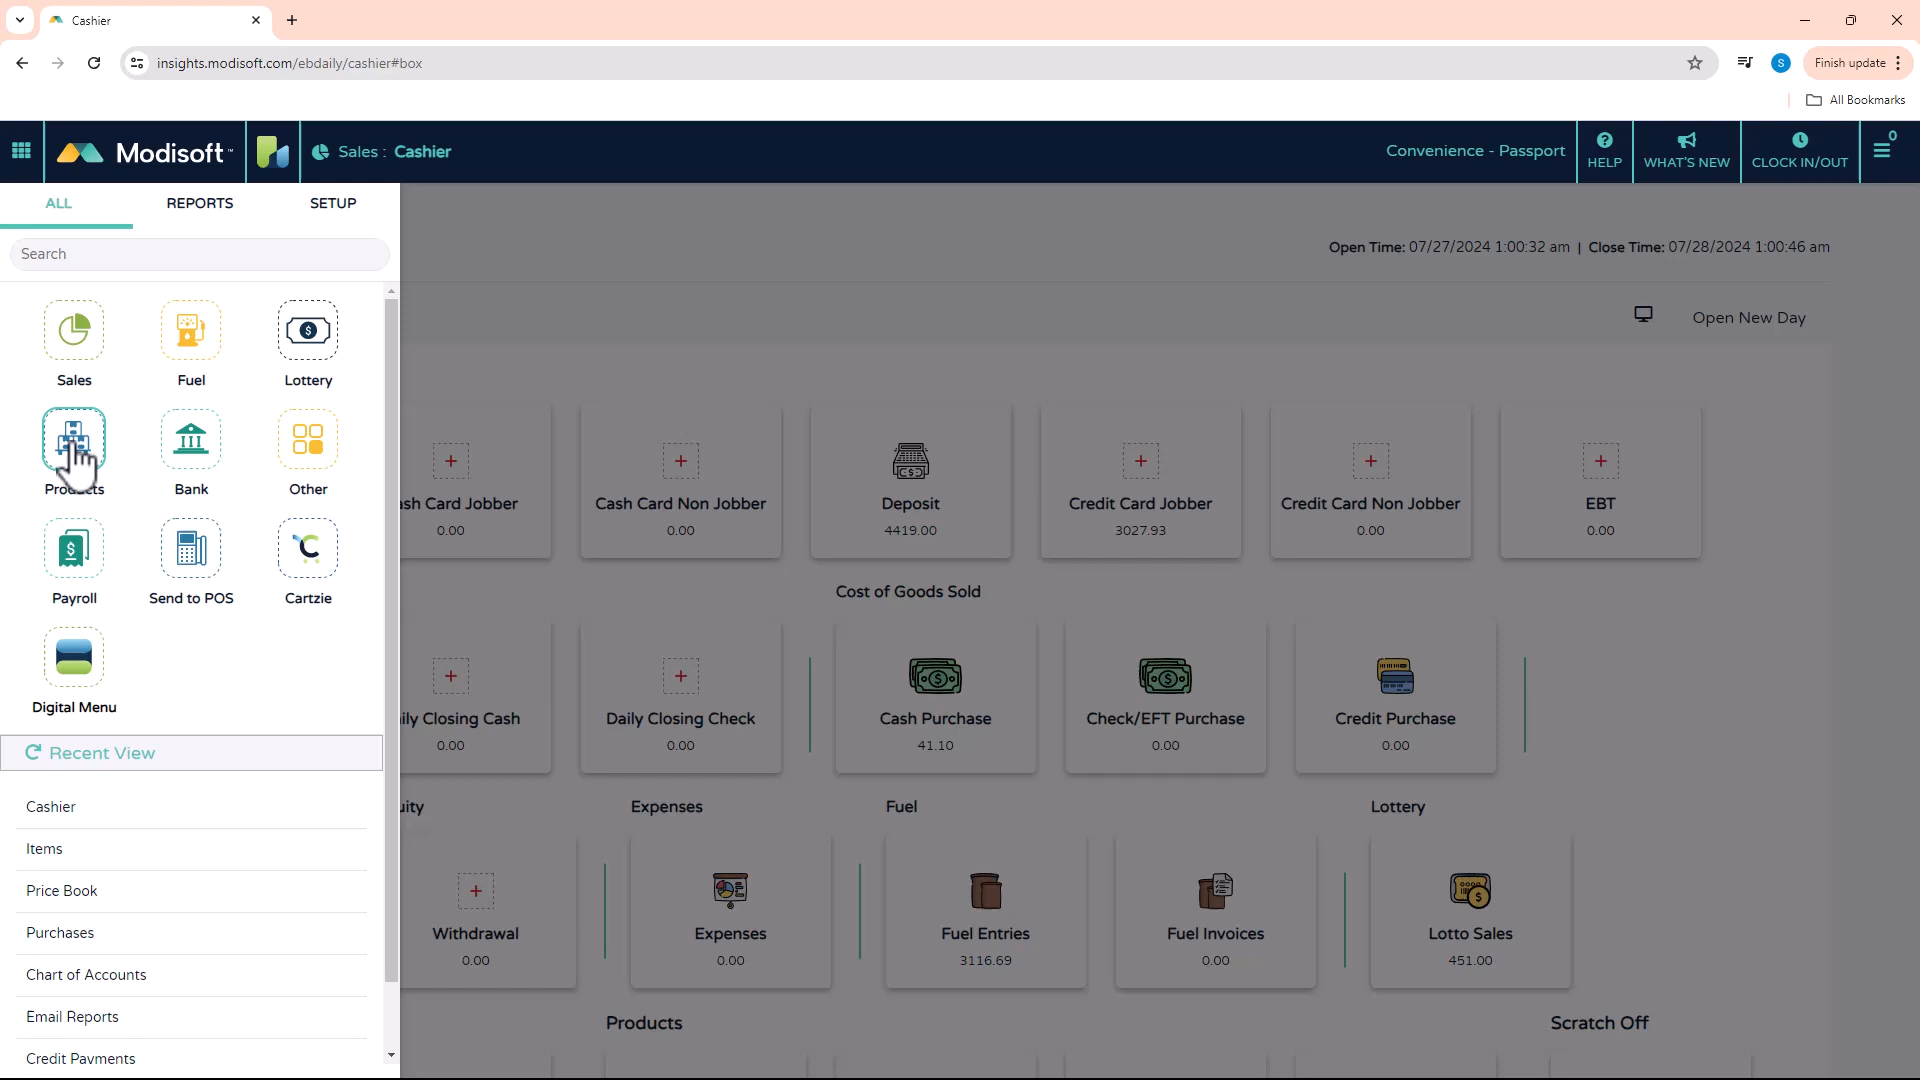 Cashier
insights.modisoft.com/ebdaily/cashier#box
S
Finish update
All Bookmarks
Modisoft™
Sales : Cashier
Convenience - Passport
HELP
WHAT'S NEW
CLOCK IN/OUT
0
ALL
REPORTS
SETUP
Search
Open Time: 07/27/2024 1:00:32 am | Close Time: 07/28/2024 1:00:46 am
Open New Day
Sales
Fuel
Lottery
Products
Bank
Other
Payroll
Send to POS
Cartzie
Digital Menu
Recent View
Cashier
Items
Price Book
Purchases
Chart of Accounts
Email Reports
Credit Payments
ash Card Jobber
0.00
Cash Card Non Jobber
0.00
Deposit
4419.00
Credit Card Jobber
3027.93
Credit Card Non Jobber
0.00
EBT
0.00
Cost of Goods Sold
ily Closing Cash
0.00
Daily Closing Check
0.00
Cash Purchase
41.10
Check/EFT Purchase
0.00
Credit Purchase
0.00
uity
Expenses
Fuel
Lottery
Withdrawal
0.00
Expenses
0.00
Fuel Entries
3116.69
Fuel Invoices
0.00
Lotto Sales
451.00
Products
Scratch Off